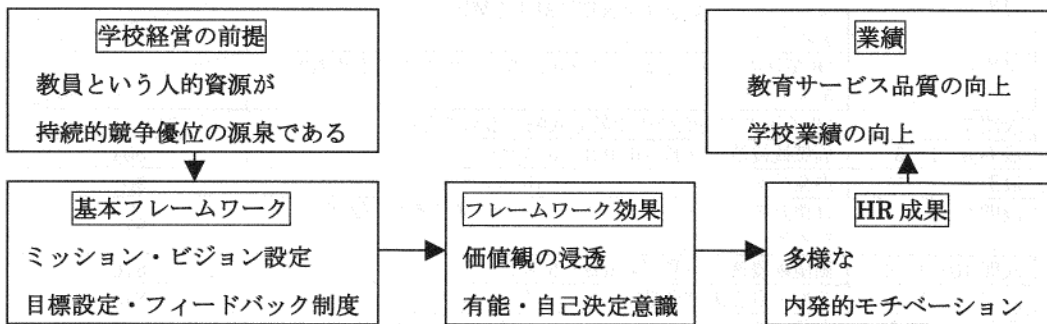 学校経営の前提
教員という人的資源が
持続的競争優位の源泉である
業績
教育サービス品質の向上
学校業績の向上
基本フレームワーク
ミッション・ビジョン設定
目標設定・フィードバック制度
フレームワーク効果
価値観の浸透
有能・自己決定意識
HR 成果
多様な
内発的モチベーション